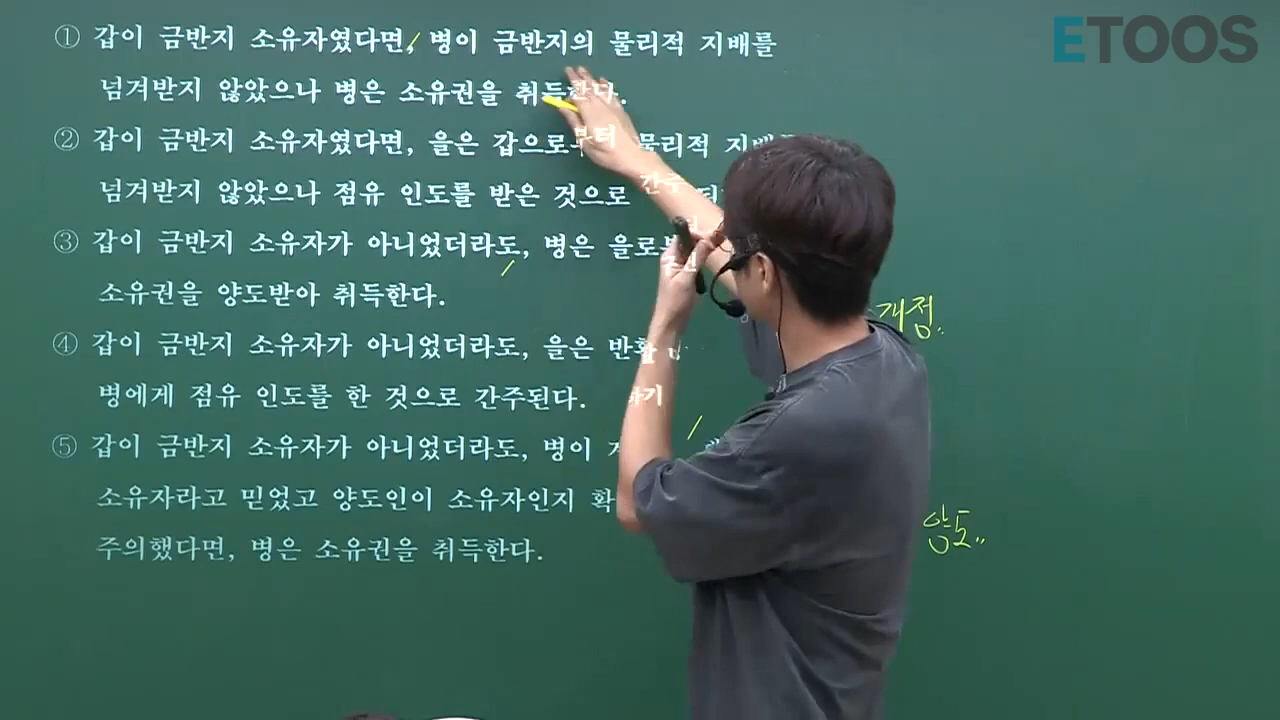 ETOOS
① 갑이 금반지 소유자였다면, 병이 금반지의 물리적 지배를
넘겨받지 않았으나 병은 소유권을 취득한다.
② 갑이 금반지 소유자였다면, 을은 갑으로부터 물리적
넘겨받지 않았으나 점유 인도를 받은 것으로 간주
③ 갑이 금반지 소유자가 아니었더라도, 병은
소유권을 양도받아 취득한다.
④ 갑이 금반지 소유자가 아니었더라도, 을은
병에게 점유 인도를 한 것으로 간주된다.
⑤ 갑이 금반지 소유자가 아니었더라도, 병이
소유자라고 믿었고 양도인이 소유자인지
주의했다면, 병은 소유권을 취득한다.
양도..